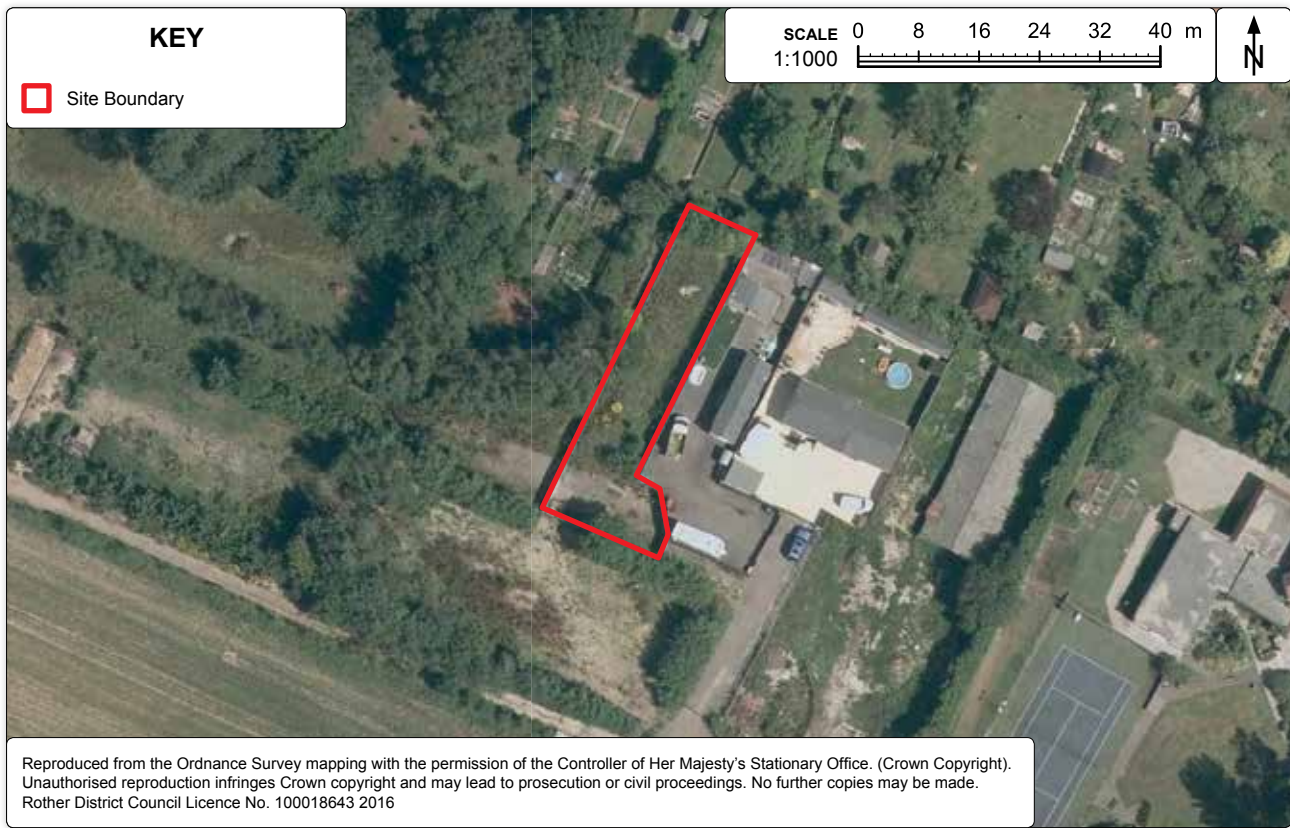 KEY
Site Boundary
SCALE 0 8 16 24 32 40 m
1:1000
N
Reproduced from the Ordnance Survey mapping with the permission of the Controller of Her Majesty's Stationary Office. (Crown Copyright).
Unauthorised reproduction infringes Crown copyright and may lead to prosecution or civil proceedings. No further copies may be made.
Rother District Council Licence No. 100018643 2016